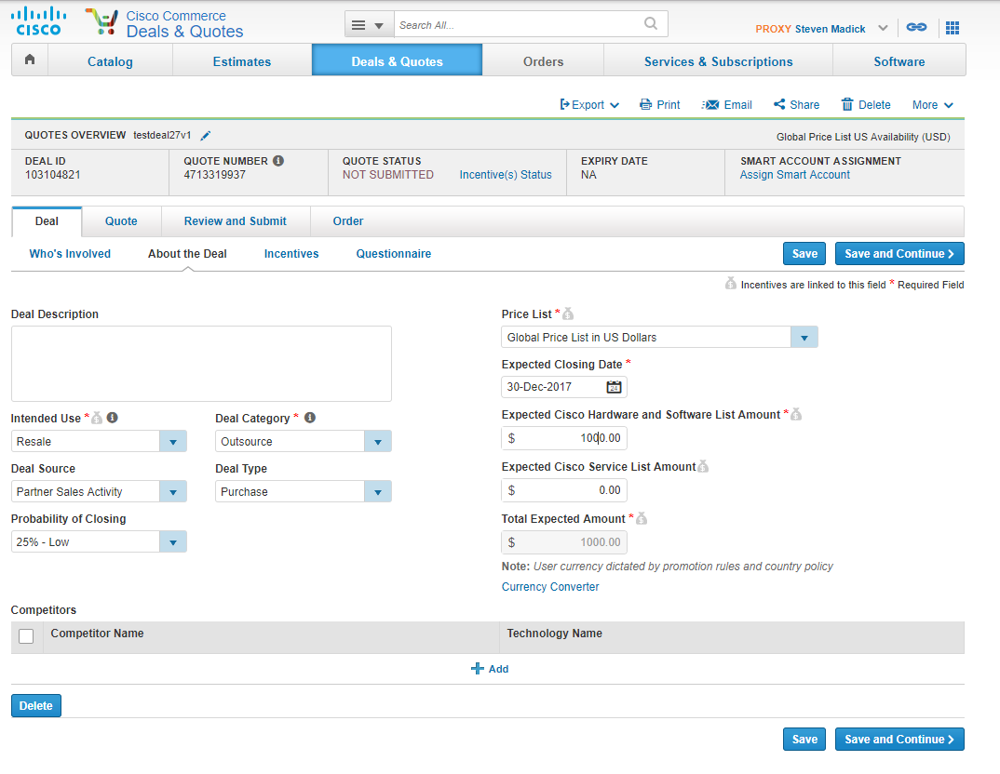 CISCO
Cisco Commerce
Deals & Quotes
Search All...
PROXY Steven Madick
Catalog Estimates Deals & Quotes Orders Services & Subscriptions Software
Export Print Email Share Delete More
QUOTES OVERVIEW testdeal27v1 Global Price List US Availability (USD)
DEAL ID QUOTE NUMBER QUOTE STATUS EXPIRY DATE SMART ACCOUNT ASSIGNMENT
103104821 4713319937 NOT SUBMITTED Incentive(s) Status NA Assign Smart Account
Deal Quote Review and Submit Order
Who's Involved About the Deal Incentives Questionnaire Save Save and Continue
Incentives are linked to this field * Required Field
Deal Description
Price List *
Global Price List in US Dollars
Expected Closing Date *
30-Dec-2017 24
Intended Use * Deal Category *
Resale Outsource
Deal Source Deal Type
Partner Sales Activity Purchase
Probability of Closing
25% - Low
Expected Cisco Hardware and Software List Amount *
$ 1000.00
Expected Cisco Service List Amount
$ 0.00
Total Expected Amount *
$ 1000.00
Note: User currency dictated by promotion rules and country policy
Currency Converter
Competitors
Competitor Name Technology Name
Add
Delete
Save Save and Continue